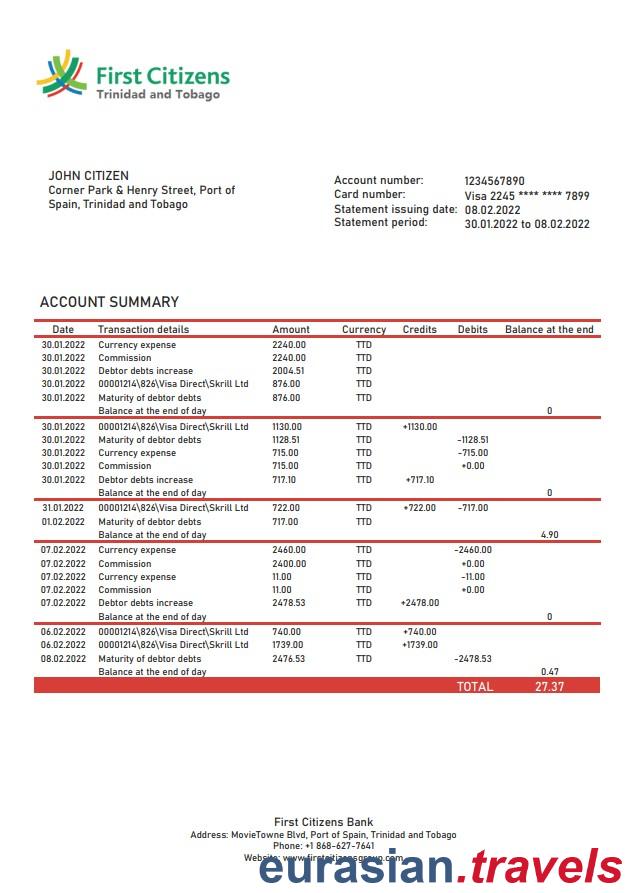 First Citizens
Trinidad and Tobago
JOHN CITIZEN
Corner Park & Henry Street, Port of
Spain, Trinidad and Tobago
Account number: 1234567890
Card number: Visa 2245 **** **** 7899
Statement issuing date: 08.02.2022
Statement period: 30.01.2022 to 08.02.2022
ACCOUNT SUMMARY
Date Transaction details Amount Currency Credits Debits Balance at the end
30.01.2022 Currency expense 2240.00 TTD
30.01.2022 Commission 2240.00 TTD
30.01.2022 Debtor debts increase 2004.51 TTD
30.01.2022 00001214\826\Visa Direct\Skrill Ltd 876.00 TTD
30.01.2022 Maturity of debtor debts 876.00 TTD
Balance at the end of day 0
30.01.2022 00001214\826\Visa Direct\Skrill Ltd 1130.00 TTD +1130.00
30.01.2022 Maturity of debtor debts 1128.51 TTD -1128.51
30.01.2022 Currency expense 715.00 TTD -715.00
30.01.2022 Commission 715.00 TTD +0.00
30.01.2022 Debtor debts increase 717.10 TTD +717.10
Balance at the end of day 0
31.01.2022 00001214\826\Visa Direct\Skrill Ltd 722.00 TTD +722.00 -717.00
01.02.2022 Maturity of debtor debts 717.00 TTD
Balance at the end of day 4.90
07.02.2022 Currency expense 2460.00 TTD -2460.00
07.02.2022 Commission 2400.00 TTD +0.00
07.02.2022 Currency expense 11.00 TTD -11.00
07.02.2022 Commission 11.00 TTD +0.00
07.02.2022 Debtor debts increase 2478.53 TTD +2478.00
Balance at the end of day 0
06.02.2022 00001214\826\Visa Direct\Skrill Ltd 740.00 TTD +740.00
06.02.2022 00001214\826\Visa Direct\Skrill Ltd 1739.00 TTD +1739.00
08.02.2022 Maturity of debtor debts 2476.53 TTD -2478.53
Balance at the end of day 0.47
TOTAL 27.37
First Citizens Bank
Address: MovieTowne Blvd, Port of Spain, Trinidad and Tobago
Phone: +1 868-627-7641
Website: www.firstcitizensgroup.com
eurasian.travels